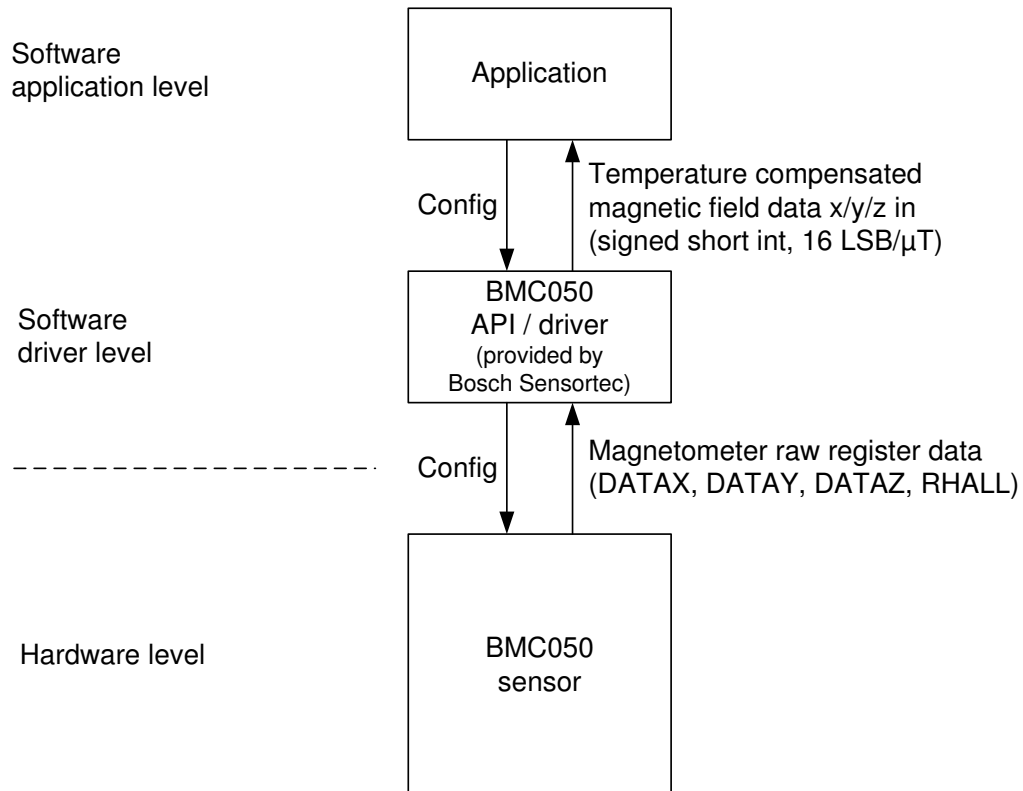 Software
application level
Application
Config
Temperature compensated
magnetic field data x/y/z in
(signed short int, 16 LSB/µT)
Software
driver level
BMC050
API / driver
(provided by
Bosch Sensortec)
Config
Magnetometer raw register data
(DATAX, DATAY, DATAZ, RHALL)
Hardware level
BMC050
sensor